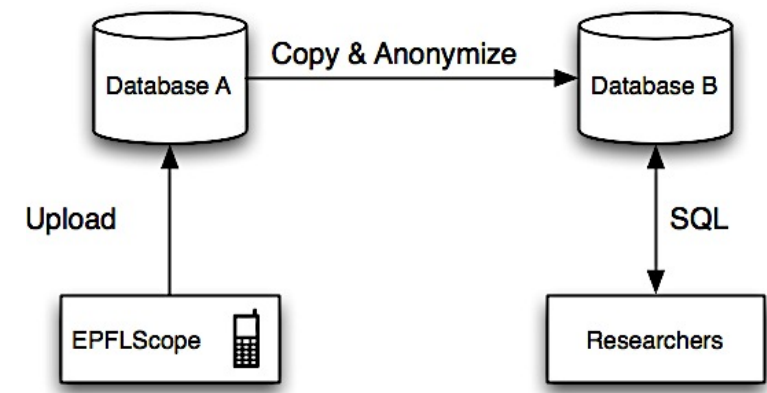 Copy & Anonymize
Database A
Database B
Upload
SQL
EPFLScope
Researchers